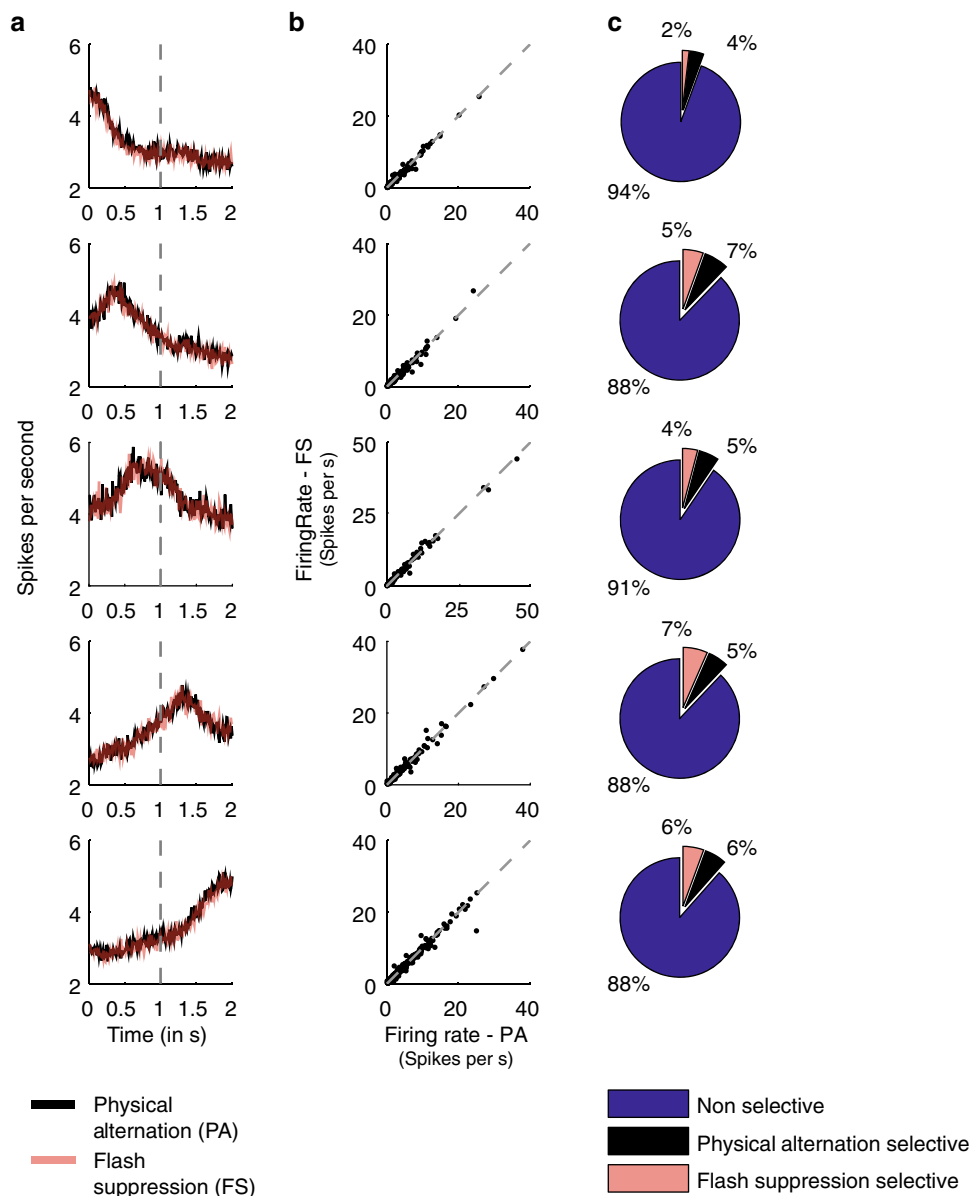 a
b
c
6
4
2
0 0.5 1 1.5 2
40
20
0
0 20 40
2%
4%
94%
6
4
2
0 0.5 1 1.5 2
40
20
0
0 20 40
5%
7%
88%
Spikes per second
6
4
2
0 0.5 1 1.5 2
FiringRate - FS
(Spikes per s)
50
25
0
0 25 50
4%
5%
91%
6
4
2
0 0.5 1 1.5 2
40
20
0
0 20 40
7%
5%
88%
6
4
2
0 0.5 1 1.5 2
Time (in s)
40
20
0
0 20 40
Firing rate - PA
(Spikes per s)
6%
6%
88%
Physical
alternation (PA)
Flash
suppression (FS)
Non selective
Physical alternation selective
Flash suppression selective